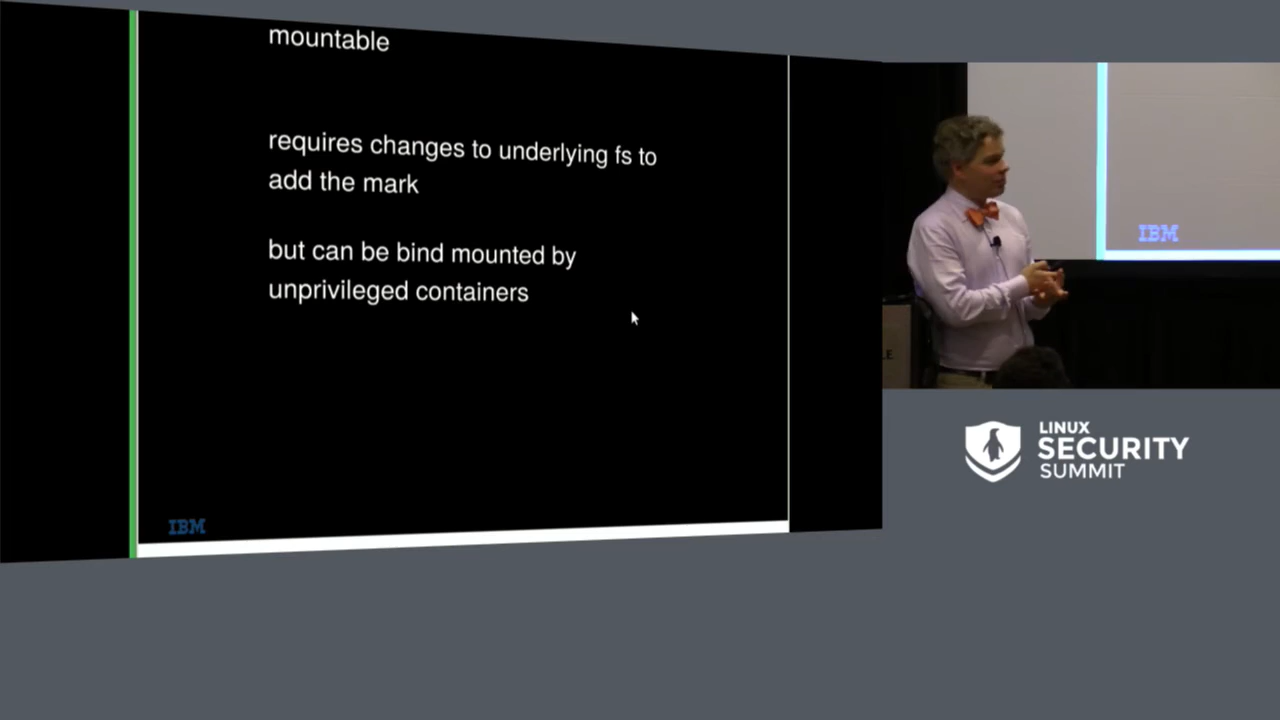 mountable
requires changes to underlying fs to
add the mark
but can be bind mounted by
unprivileged containers
IBM
IBM
LE
LINUX
SECURITY
SUMMIT